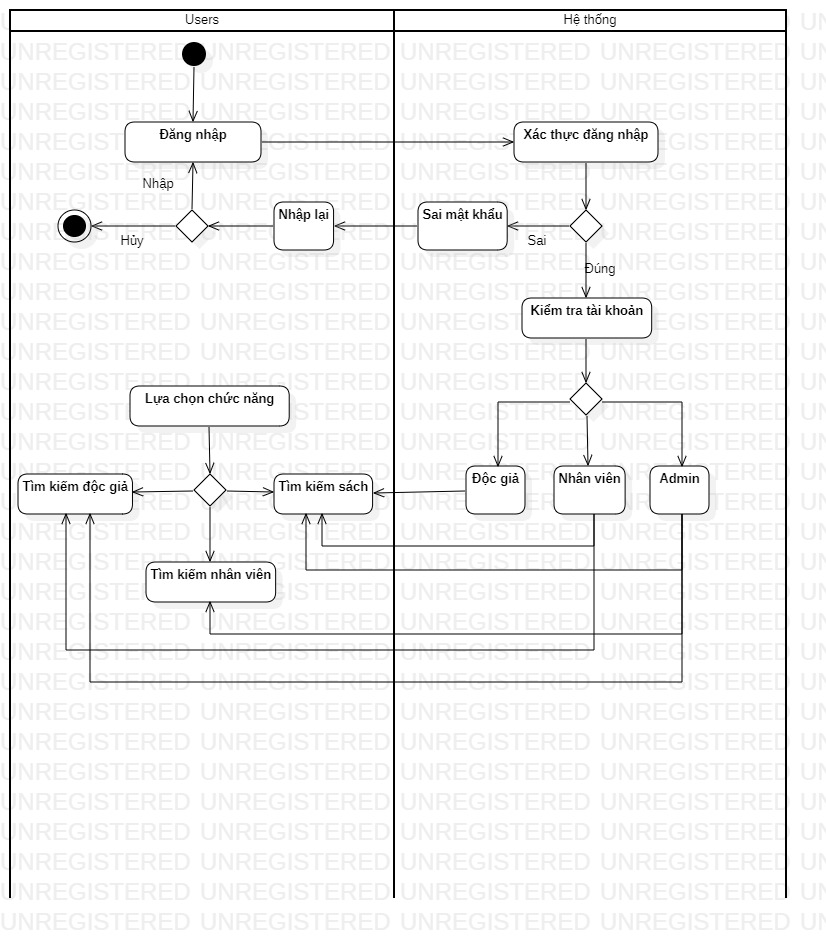 Users
Hệ thống
Đăng nhập
Xác thực đăng nhập
Nhập
Nhập lại
Sai mật khẩu
Hủy
Sai
Đúng
Kiểm tra tài khoản
Lựa chọn chức năng
Tìm kiếm độc giả
Tìm kiếm sách
Độc giả
Nhân viên
Admin
Tìm kiếm nhân viên
UNREGISTERED